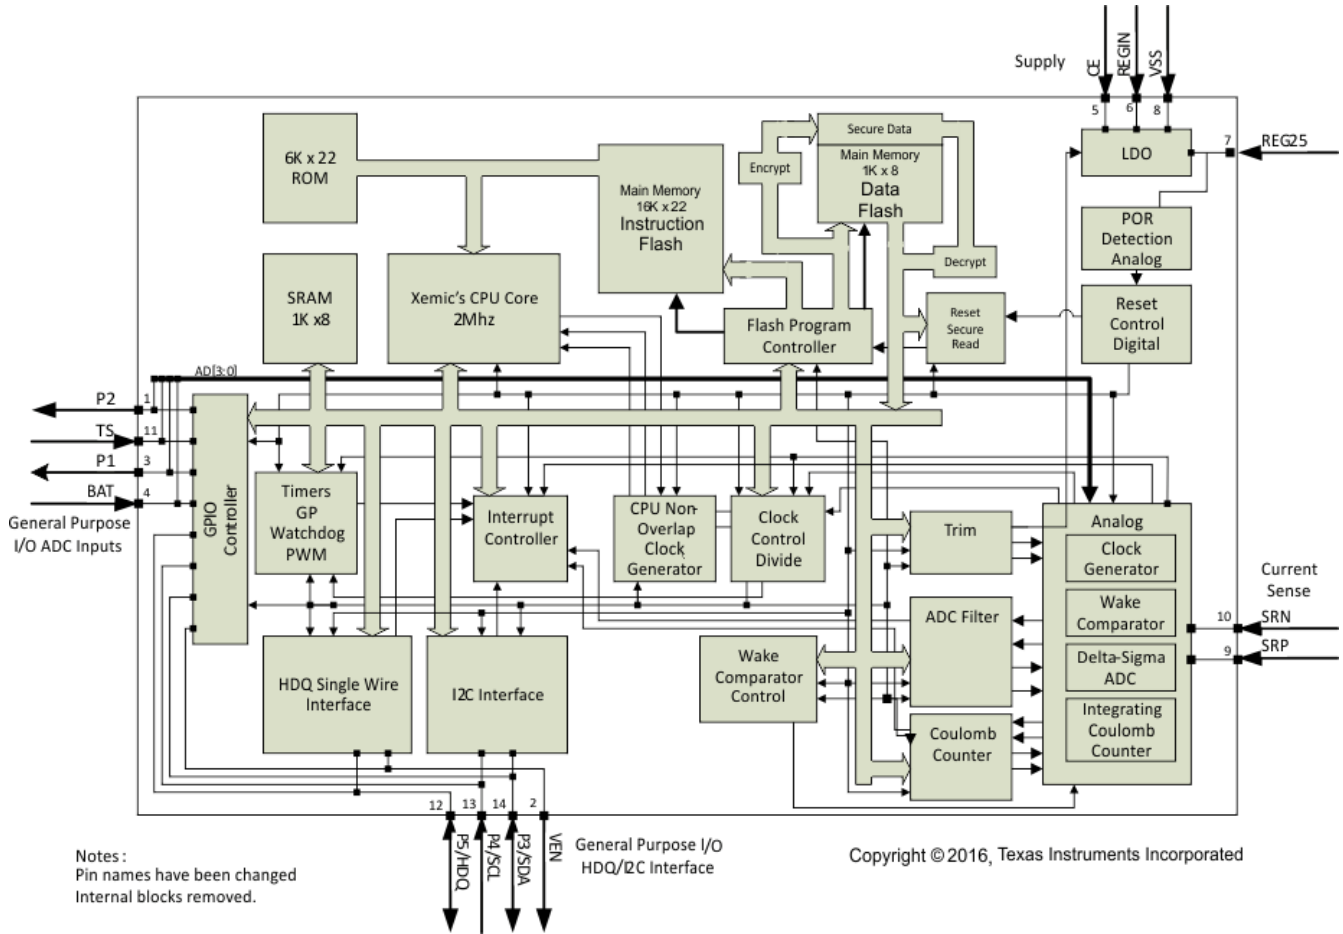 Supply
CE
REGIN
VSS
5
6
8
7
REG25
6K x 22
ROM
Main Memory
16K x 22
Instruction
Flash
Encrypt
Secure Data
Main Memory
1K x 8
Data
Flash
Decrypt
LDO
POR
Detection
Analog
SRAM
1K x8
Xemic's CPU Core
2Mhz
Flash Program
Controller
Reset
Secure
Read
Reset
Control
Digital
AD[3:0]
P2
1
TS
11
P1
3
BAT
4
General Purpose
I/O ADC Inputs
GPIO
Controller
Timers
GP
Watchdog
PWM
Interrupt
Controller
CPU Non-
Overlap
Clock
Generator
Clock
Control
Divide
Trim
Analog
Clock
Generator
Wake
Comparator
Delta-Sigma
ADC
Integrating
Coulomb
Counter
Current
Sense
10
SRN
9
SRP
ADC Filter
HDQ Single Wire
Interface
I2C Interface
Wake
Comparator
Control
Coulomb
Counter
12
13
14
2
P5/HDQ
P4/SCL
P3/SDA
VEN
General Purpose I/O
HDQ/I2C Interface
Notes :
Pin names have been changed
Internal blocks removed.
Copyright © 2016, Texas Instruments Incorporated